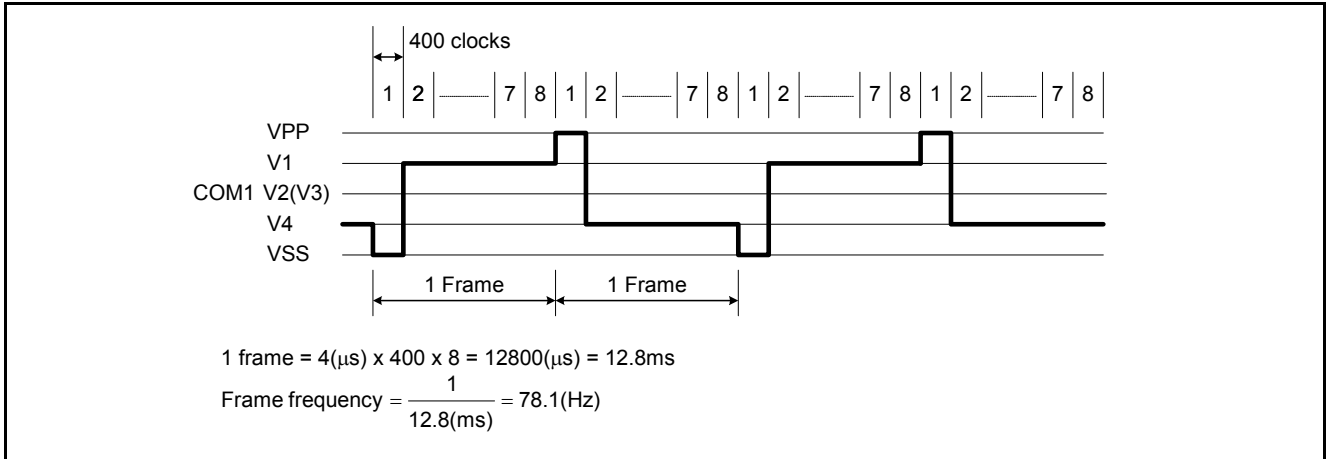 400 clocks
1 2 7 8 1 2 7 8 1 2 7 8 1 2 7 8
VPP
V1
COM1 V2(V3)
V4
VSS
1 Frame 1 Frame
1 frame = 4(μs) x 400 x 8 = 12800(μs) = 12.8ms
Frame frequency = 1 / 12.8(ms) = 78.1(Hz)